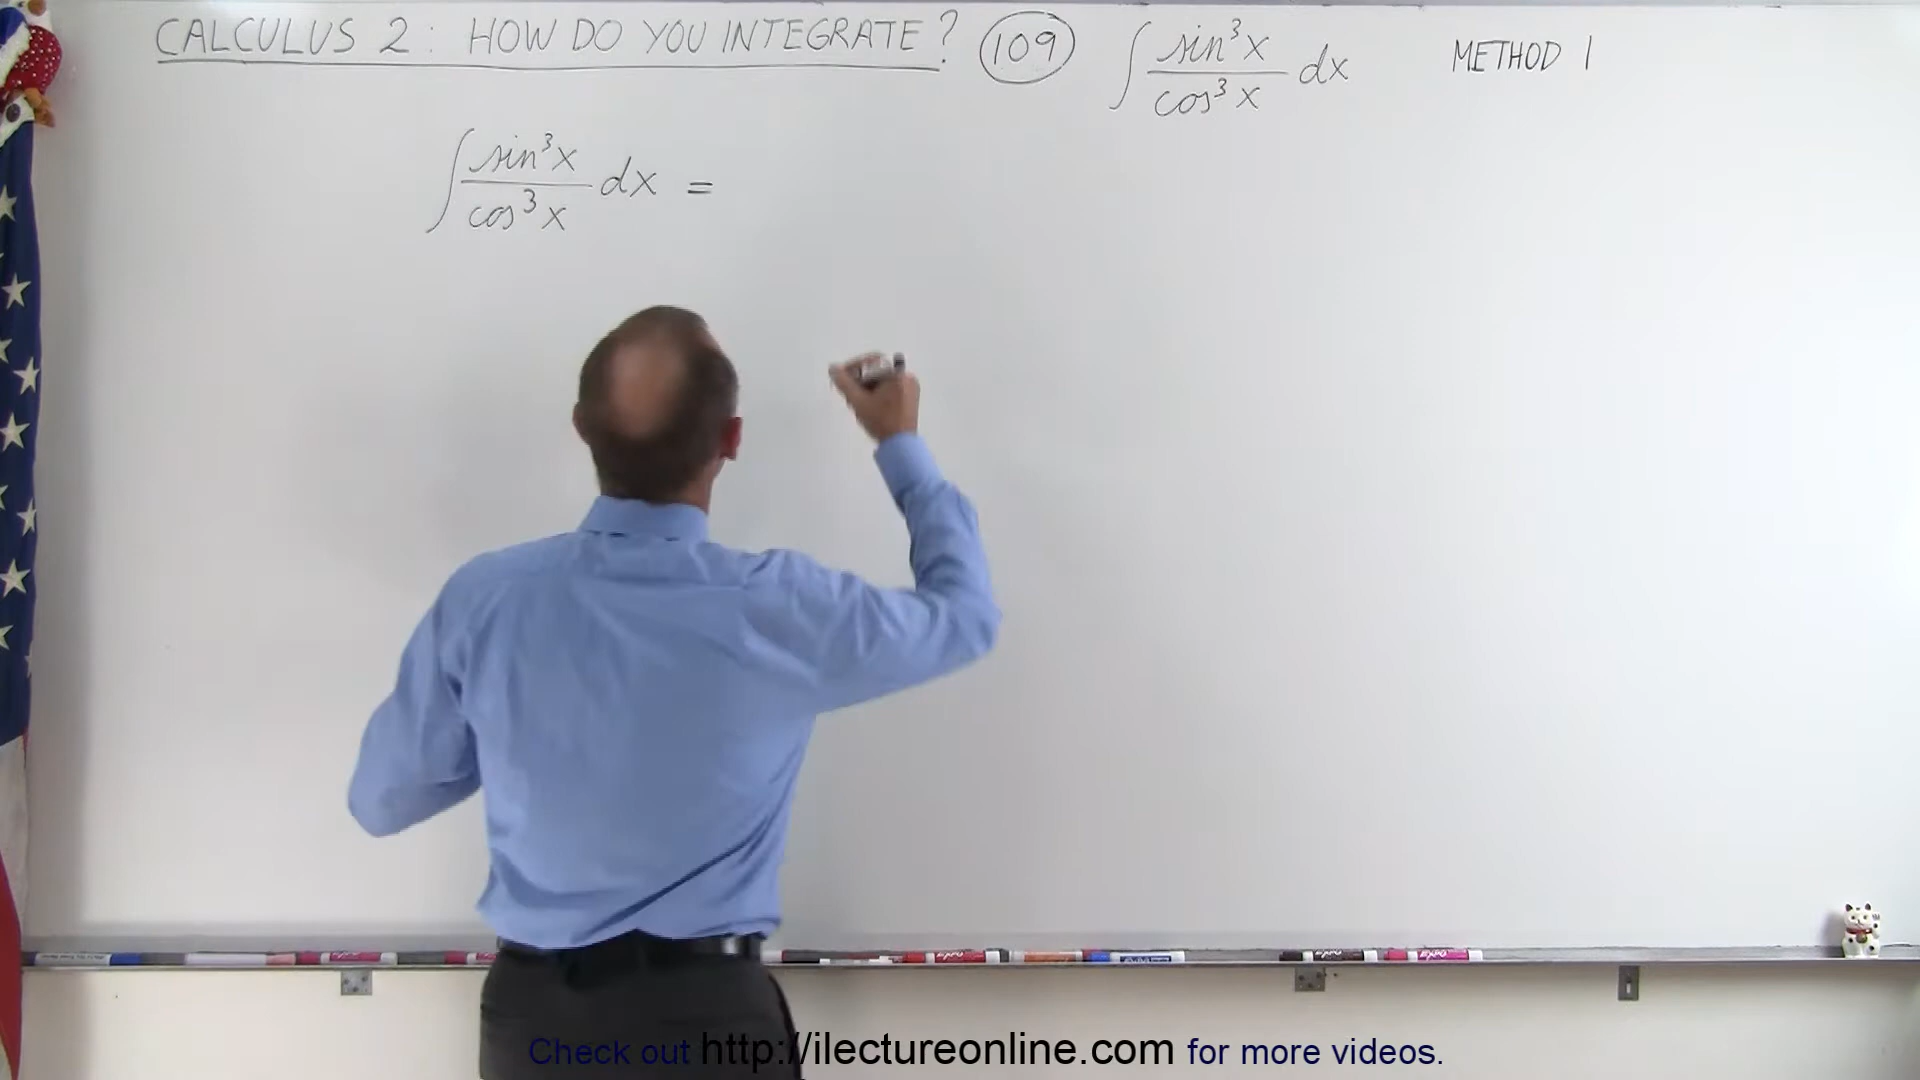 CALCULUS 2: HOW DO YOU INTEGRATE? 109 ∫ sin³x / cos³x dx METHOD 1
∫ sin³x / cos³x dx =
Check out http://ilectureonline.com for more videos.